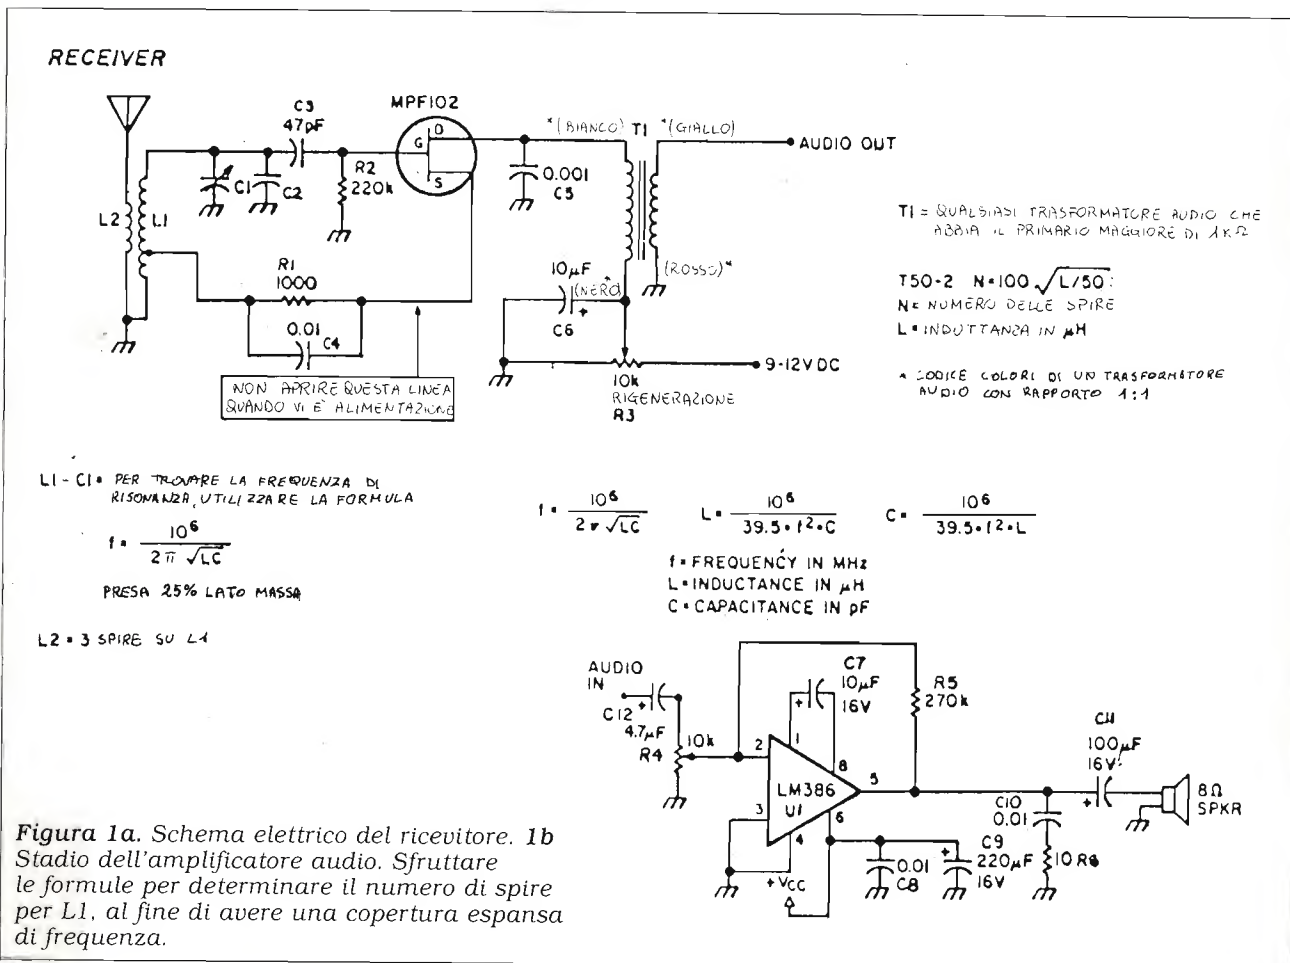 RECEIVER
C3
47pF
MPF102
D
G
S
*(BIANCO)
T1
*(GIALLO)
AUDIO OUT
R2
220k
0.001
C5
C1
C2
L2
L1
R1
1000
0.01
C4
10µF
(NERO)
+
C6
(ROSSO)*
9-12VDC
10k
RIGENERAZIONE
R3
NON APRIRE QUESTA LINEA
QUANDO VI È ALIMENTAZIONE
T1 = QUALSIASI TRASFORMATORE AUDIO CHE
ABBIA IL PRIMARIO MAGGIORE DI 1KΩ
T50-2 N=100 √L/50
N= NUMERO DELLE SPIRE
L= INDUTTANZA IN µH
* CODICE COLORI DI UN TRASFORMATORE
AUDIO CON RAPPORTO 1:1
L1-C1= PER TROVARE LA FREQUENZA DI
RISONANZA, UTILIZZARE LA FORMULA
f= 10⁶ / 2π √LC
PRESA 25% LATO MASSA
L2=3 SPIRE SU L1
f= 10⁶ / 2π √LC
L= 10⁶ / 39.5•f²•C
C= 10⁶ / 39.5•f²•L
f=FREQUENCY IN MHz
L=INDUCTANCE IN µH
C=CAPACITANCE IN pF
AUDIO
IN
C12
+
4.7µF
R4
10k
C7
+
10µF
16V
R5
270k
2
1
8
5
3
4
6
LM386
U1
C11
100µF
16V
+
8Ω
SPKR
C10
0.01
10 R6
+VCC
0.01
C8
+
C9
220µF
16V
Figura 1a. Schema elettrico del ricevitore. 1b
Stadio dell'amplificatore audio. Sfruttare
le formule per determinare il numero di spire
per L1, al fine di avere una copertura espansa
di frequenza.